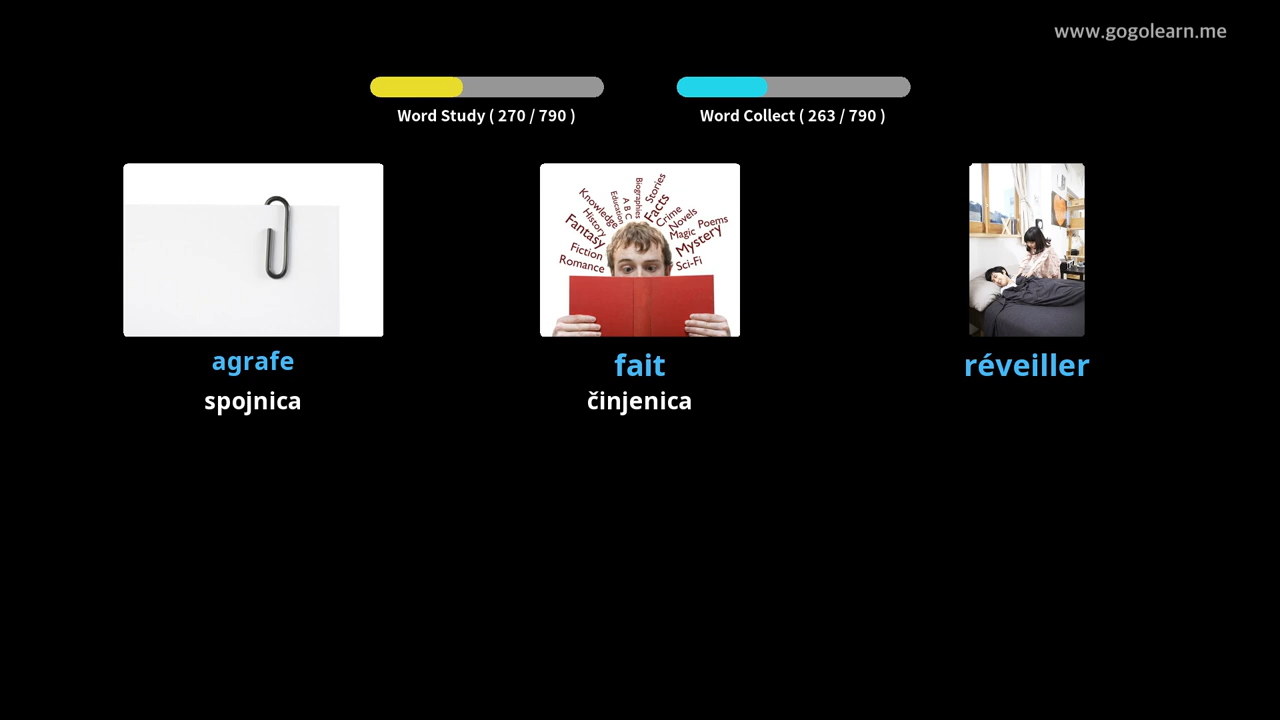 www.gogolearn.me
Word Study ( 270 / 790 )
Word Collect ( 263 / 790 )
Knowledge
History
Fantasy
Fiction
Romance
Education
A B C
Biographies
Stories
Facts
Crime
Novels
Magic
Poems
Mystery
Sci-Fi
agrafe
spojnica
fait
činjenica
réveiller